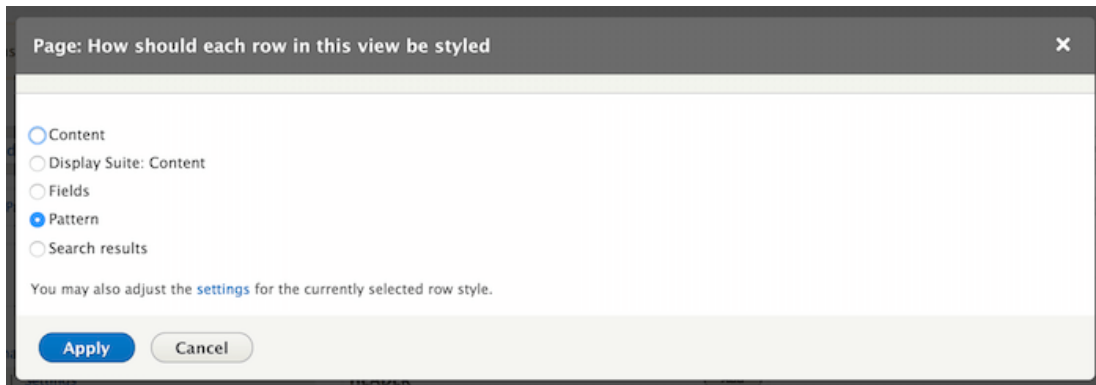 Page: How should each row in this view be styled
Content
Display Suite: Content
Fields
Pattern
Search results
You may also adjust the settings for the currently selected row style.
Apply Cancel